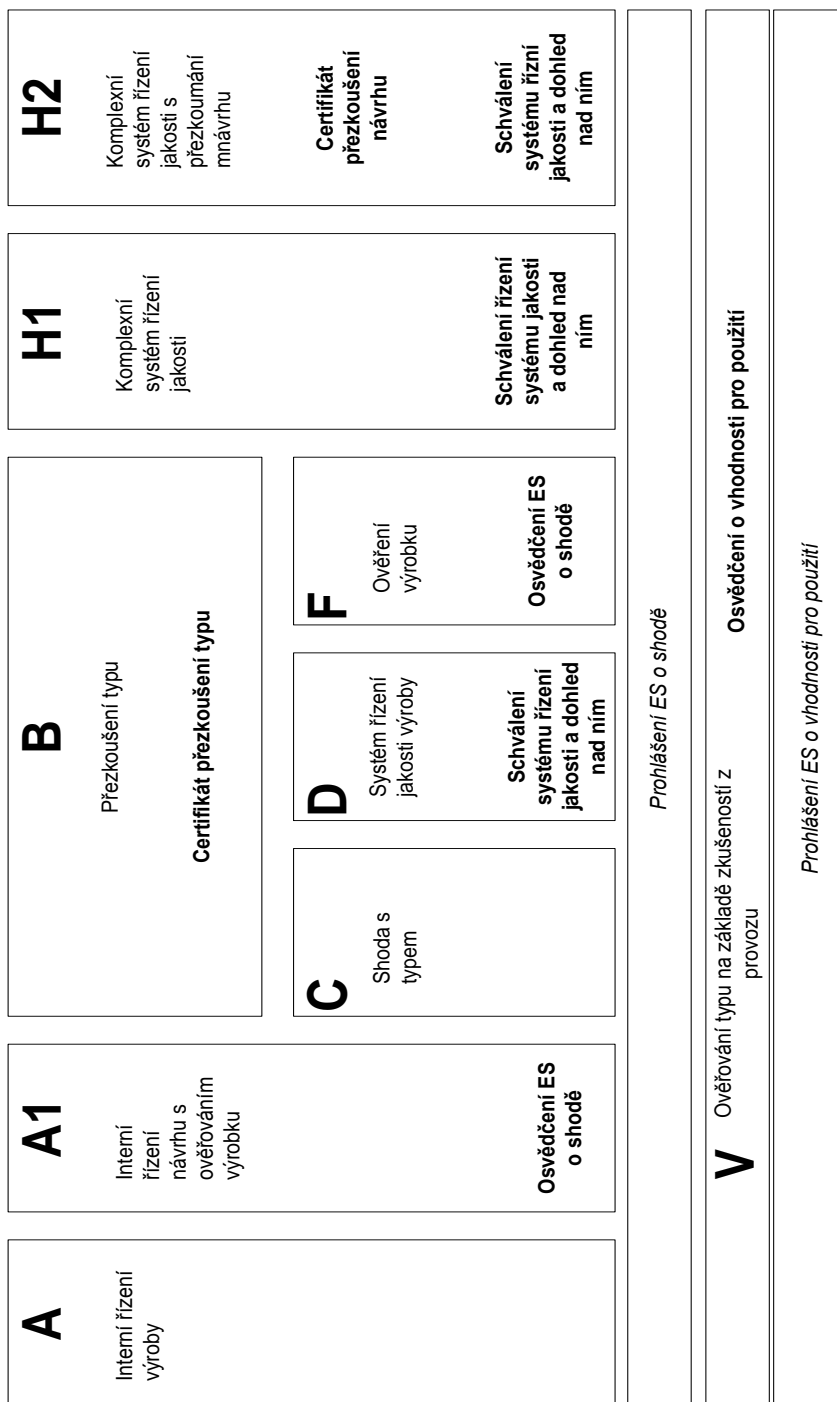 A
Interní řízení
výroby
A1
Interní
řízení
návrhu s
ověřováním
výrobku
Osvědčení ES
o shodě
B
Přezkoušení typu
Certifikát přezkoušení typu
C
Shoda s
typem
D
Systém řízení
jakosti výroby
Schválení
systému řízení
jakosti a dohled
nad ním
F
Ověření
výrobku
Osvědčení ES
o shodě
H1
Komplexní
systém řízení
jakosti
Schválení řízení
systému jakosti
a dohled nad
ním
H2
Komplexní
systém řízení
jakosti s
přezkoumání
mnávrhu
Certifikát
přezkoušení
návrhu
Schválení
systému řízní
jakosti a dohled
nad ním
Prohlášení ES o shodě
V
Ověřování typu na základě zkušeností z
provozu
Osvědčení o vhodnosti pro použití
Prohlášení ES o vhodnosti pro použití